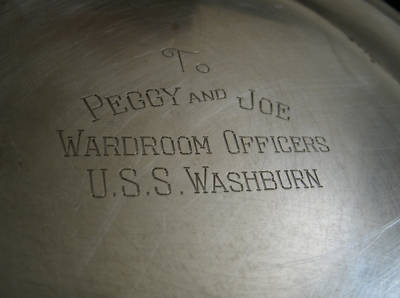 To
PEGGY AND JOE
WARDROOM OFFICERS
U.S.S. WASHBURN